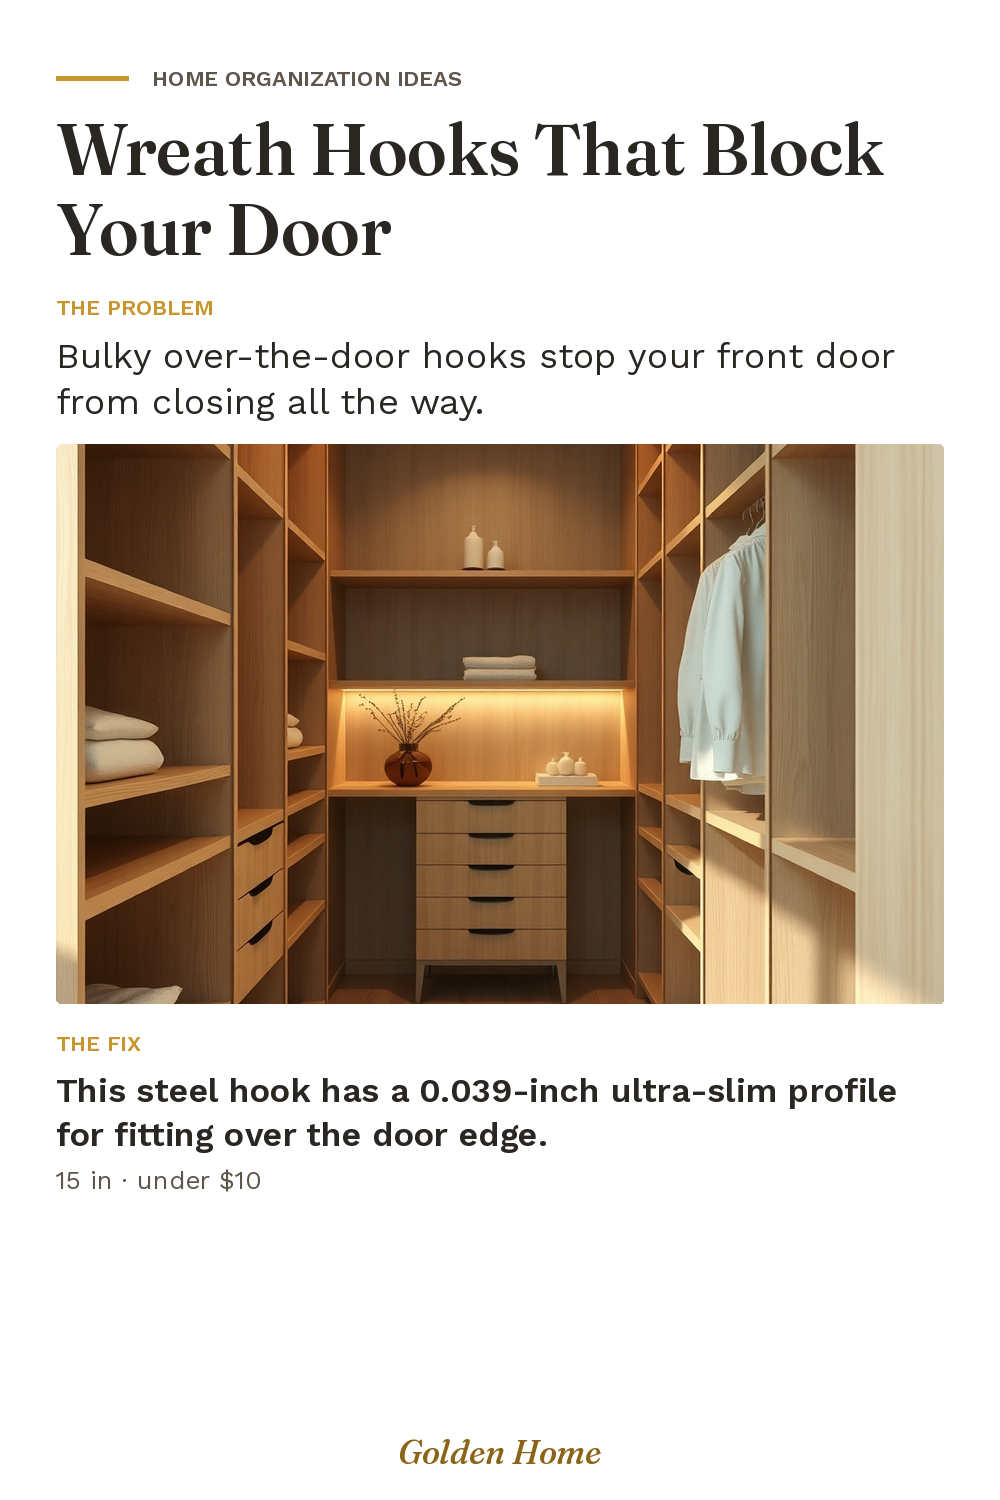 HOME ORGANIZATION IDEAS
Wreath Hooks That Block
Your Door
THE PROBLEM
Bulky over-the-door hooks stop your front door
from closing all the way.
THE FIX
This steel hook has a 0.039-inch ultra-slim profile
for fitting over the door edge.
15 in · under $10
Golden Home